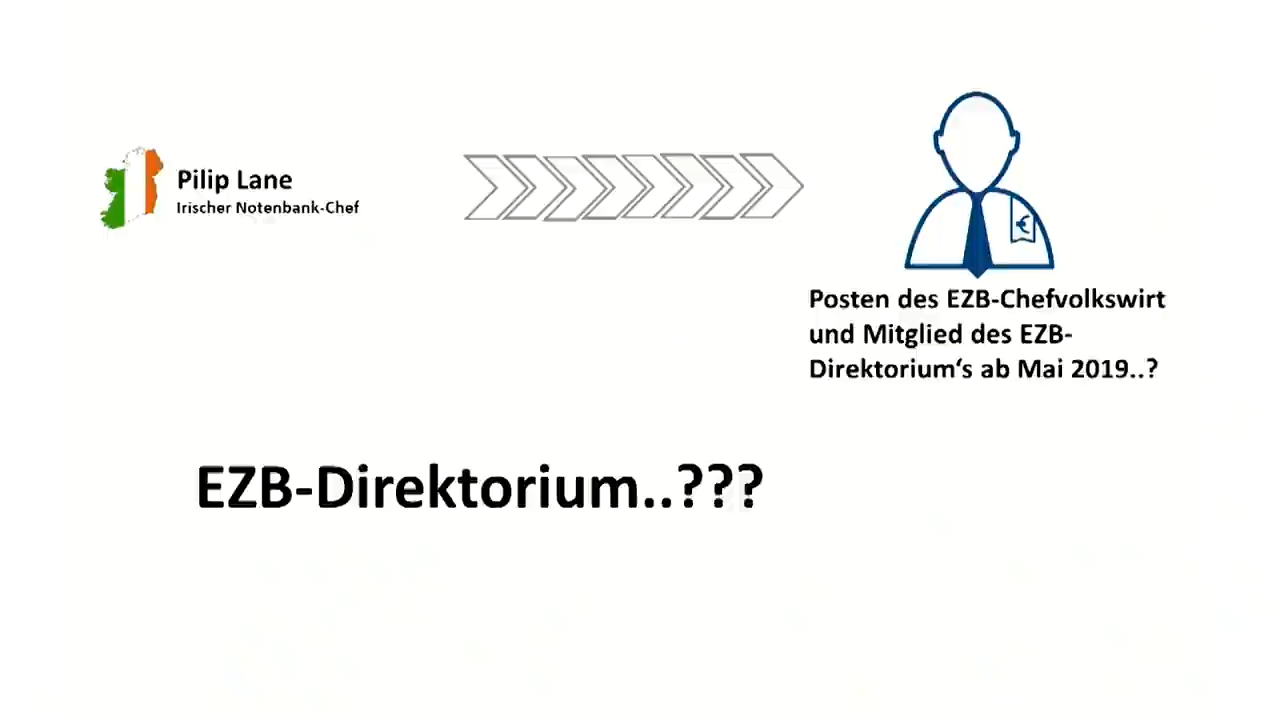 Pilip Lane
Irischer Notenbank-Chef
€
Posten des EZB-Chefvolkswirt
und Mitglied des EZB-
Direktorium‘s ab Mai 2019..?
EZB-Direktorium..???